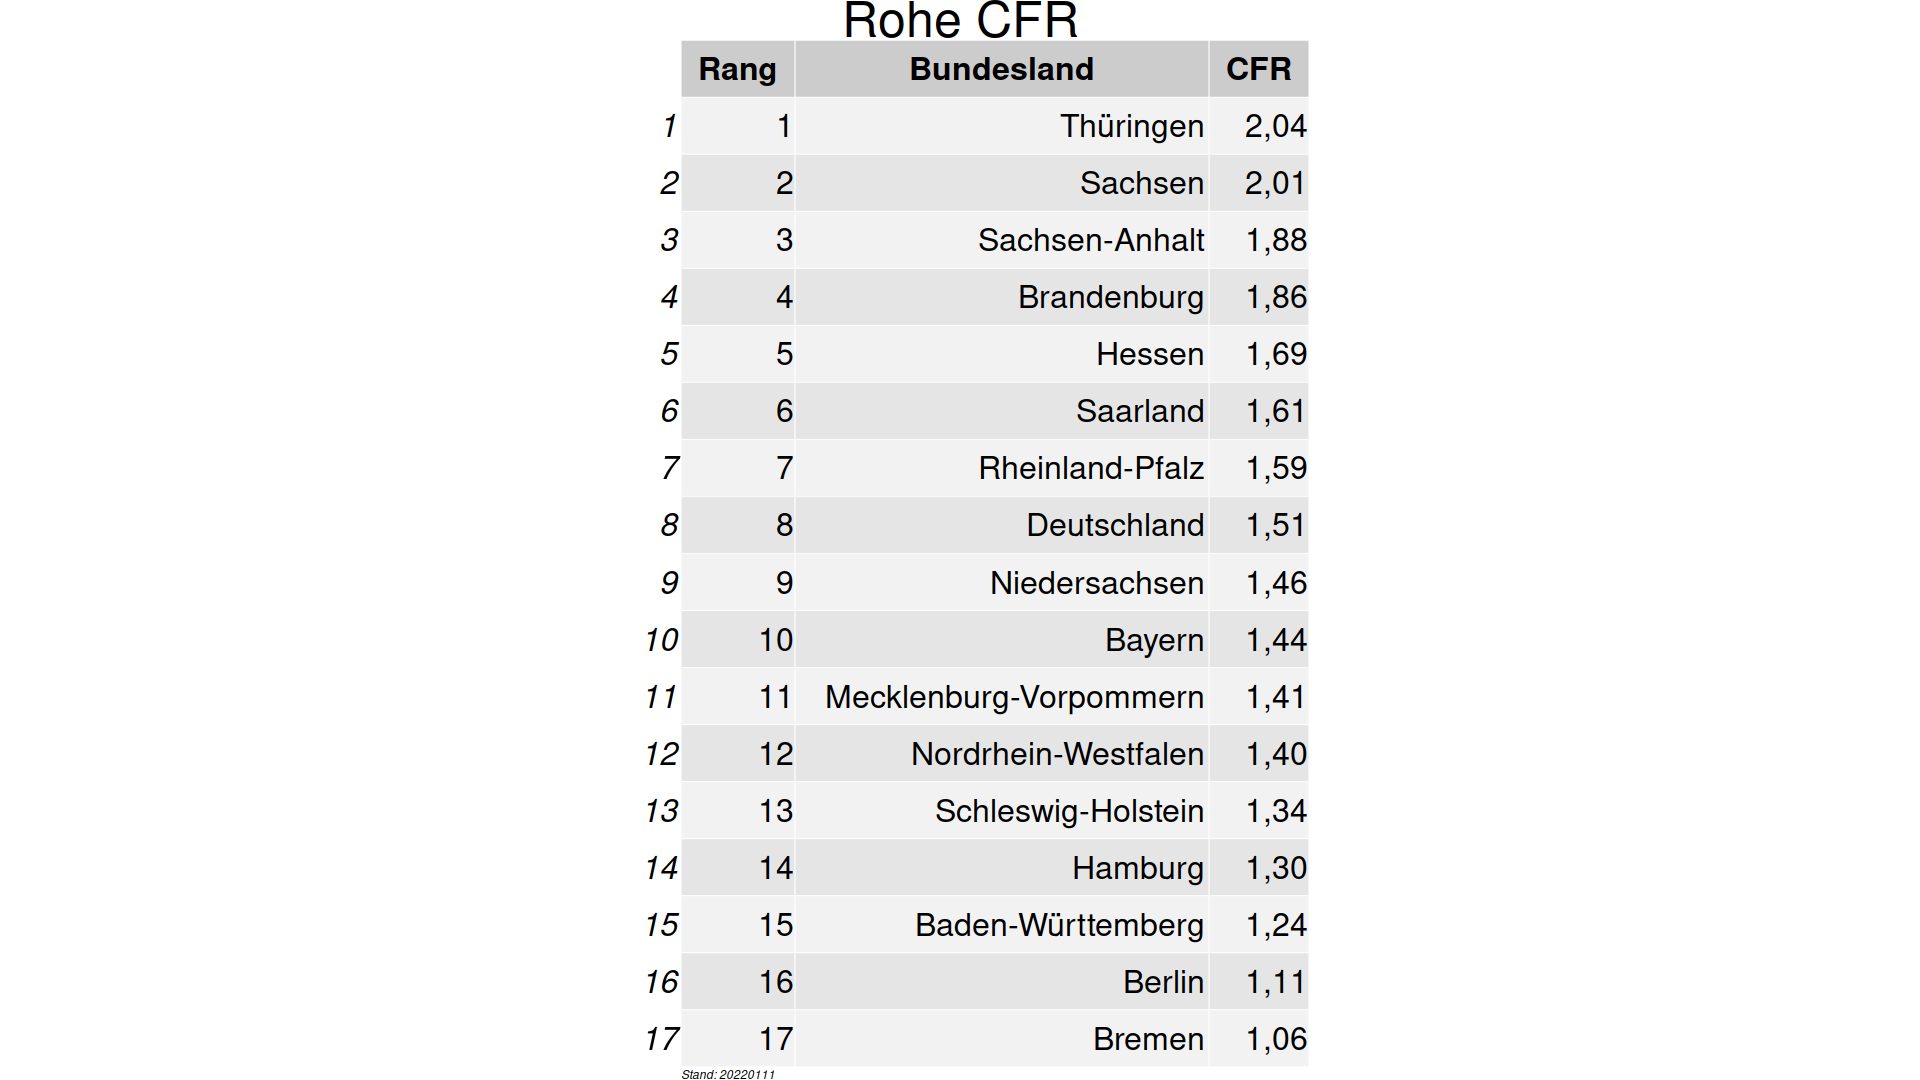 Rohe CFR
Rang Bundesland CFR
1 1 Thüringen 2,04
2 2 Sachsen 2,01
3 3 Sachsen-Anhalt 1,88
4 4 Brandenburg 1,86
5 5 Hessen 1,69
6 6 Saarland 1,61
7 7 Rheinland-Pfalz 1,59
8 8 Deutschland 1,51
9 9 Niedersachsen 1,46
10 10 Bayern 1,44
11 11 Mecklenburg-Vorpommern 1,41
12 12 Nordrhein-Westfalen 1,40
13 13 Schleswig-Holstein 1,34
14 14 Hamburg 1,30
15 15 Baden-Württemberg 1,24
16 16 Berlin 1,11
17 17 Bremen 1,06
Stand: 20220111